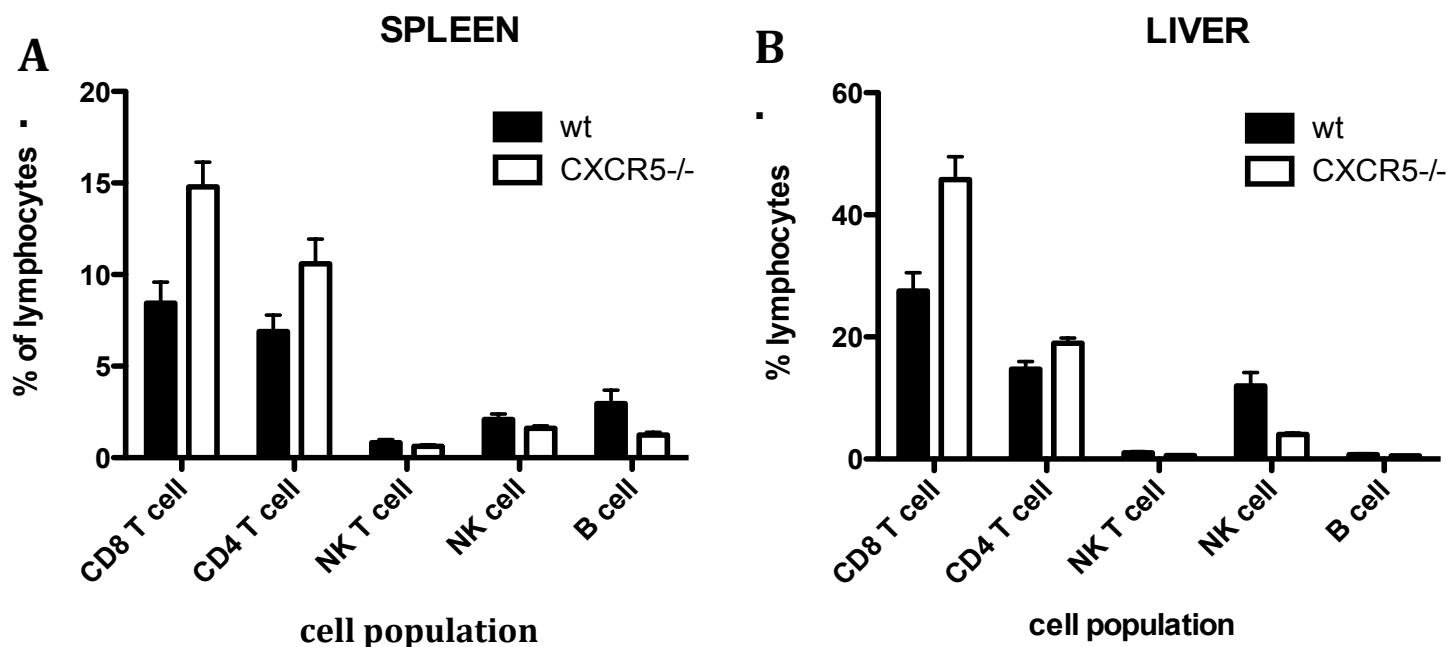 A
SPLEEN
20
15
10
5
0
% of lymphocytes .
wt
CXCR5-/-
CD8 T cell
CD4 T cell
NK T cell
NK cell
B cell
cell population
B
LIVER
60
40
20
0
.
% lymphocytes
wt
CXCR5-/-
CD8 T cell
CD4 T cell
NK T cell
NK cell
B cell
cell population